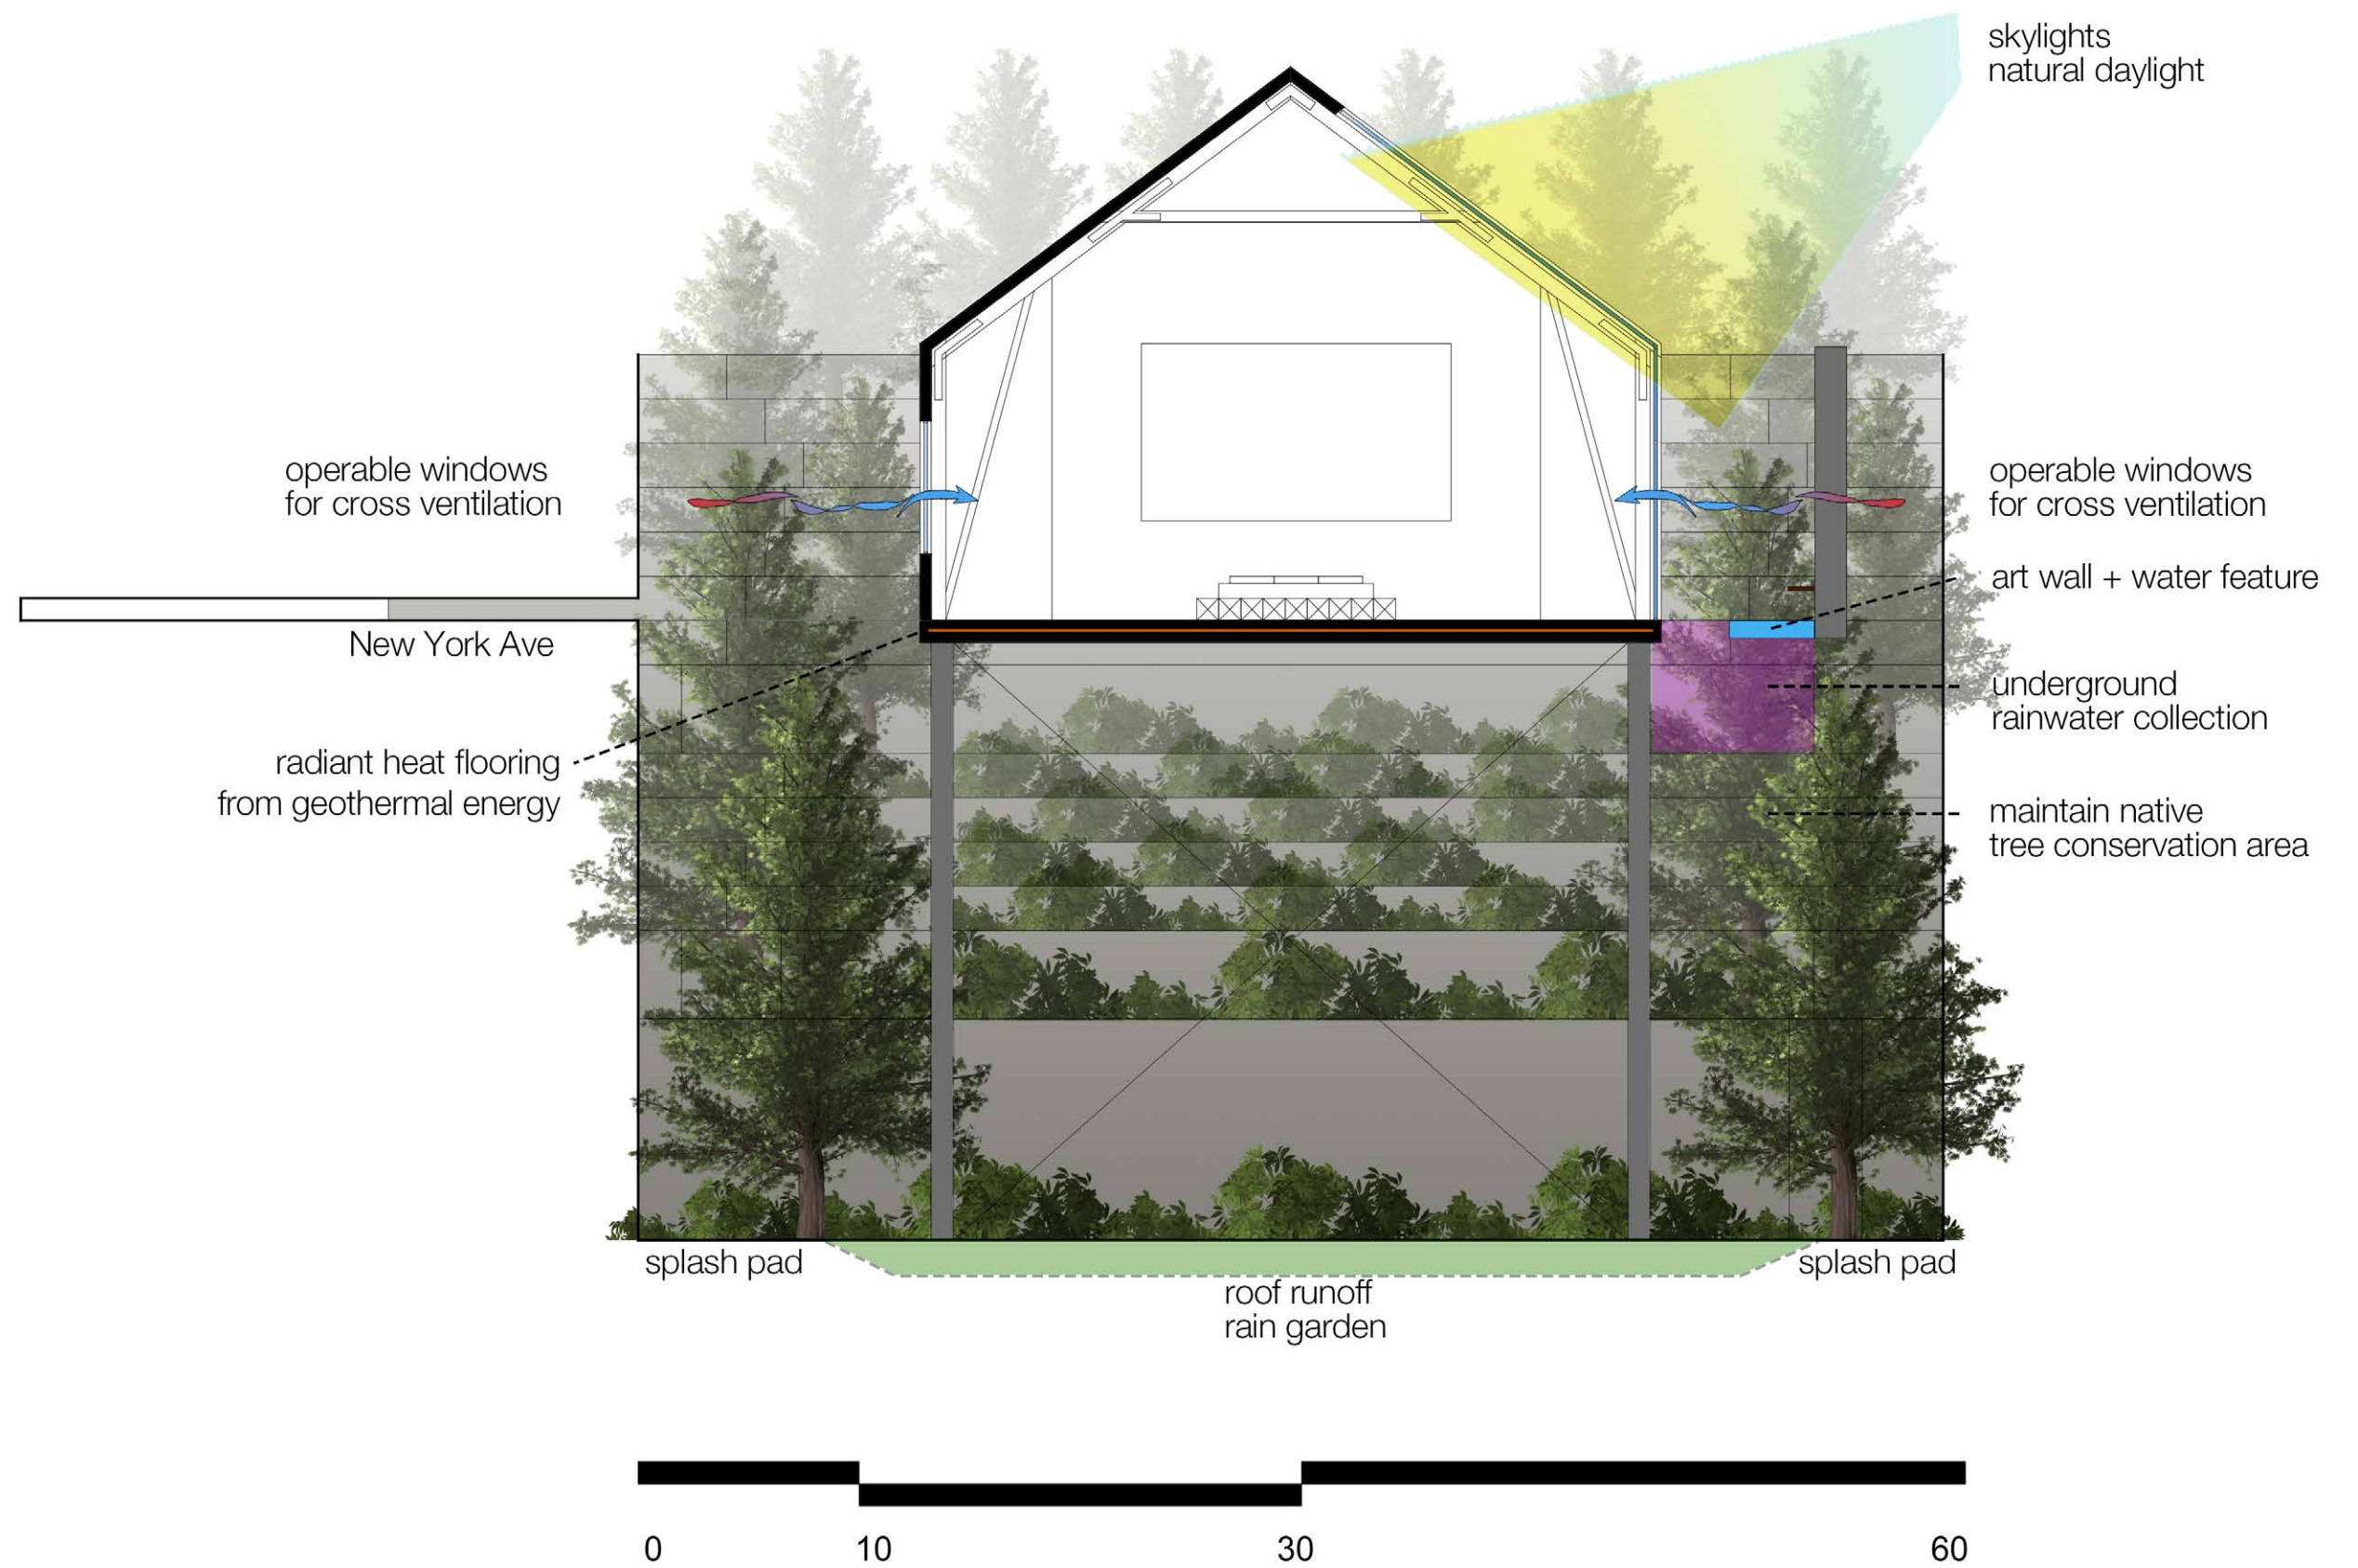 skylights
natural daylight
operable windows
for cross ventilation
operable windows
for cross ventilation
art wall + water feature
New York Ave
underground
rainwater collection
radiant heat flooring
from geothermal energy
maintain native
tree conservation area
splash pad
splash pad
roof runoff
rain garden
0 10 30 60